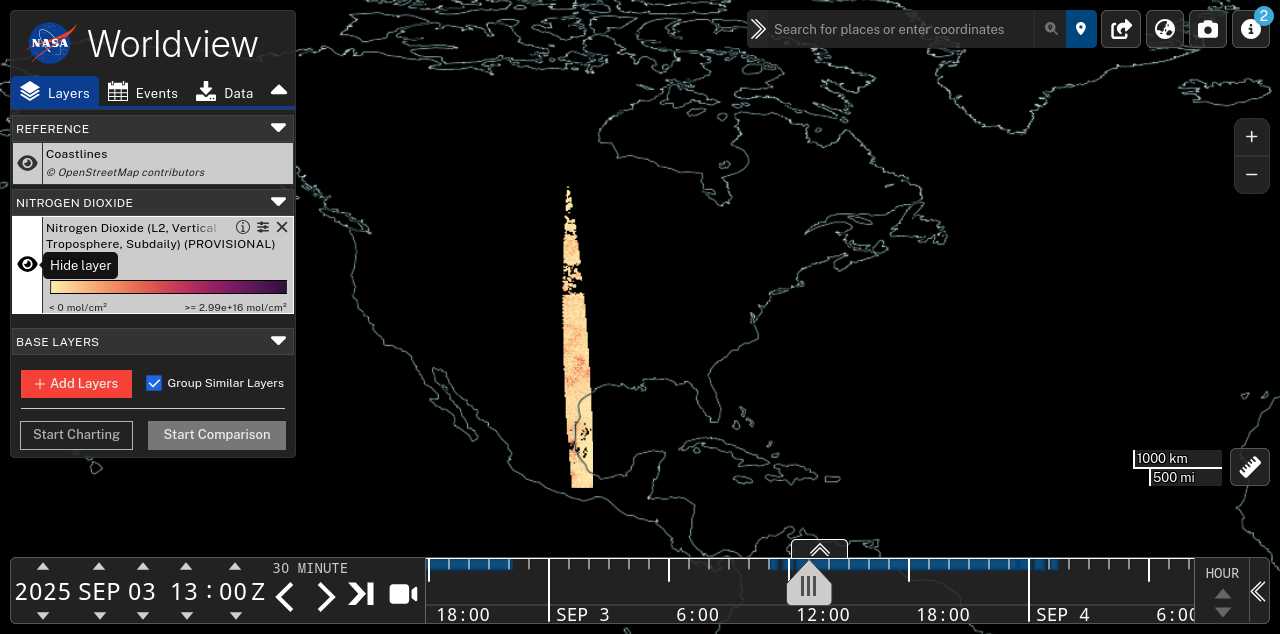 NASA
Worldview
Layers
Events
Data
REFERENCE
Coastlines
© OpenStreetMap contributors
NITROGEN DIOXIDE
Nitrogen Dioxide (L2, Vertical
Troposphere, Subdaily) (PROVISIONAL)
Hide layer
< 0 mol/cm²
>= 2.99e+16 mol/cm²
BASE LAYERS
+ Add Layers
Group Similar Layers
Start Charting
Start Comparison
Search for places or enter coordinates
2
+
−
1000 km
500 mi
2025 SEP 03 13 : 00 Z
30 MINUTE
18:00
SEP 3
6:00
12:00
18:00
SEP 4
6:00
HOUR